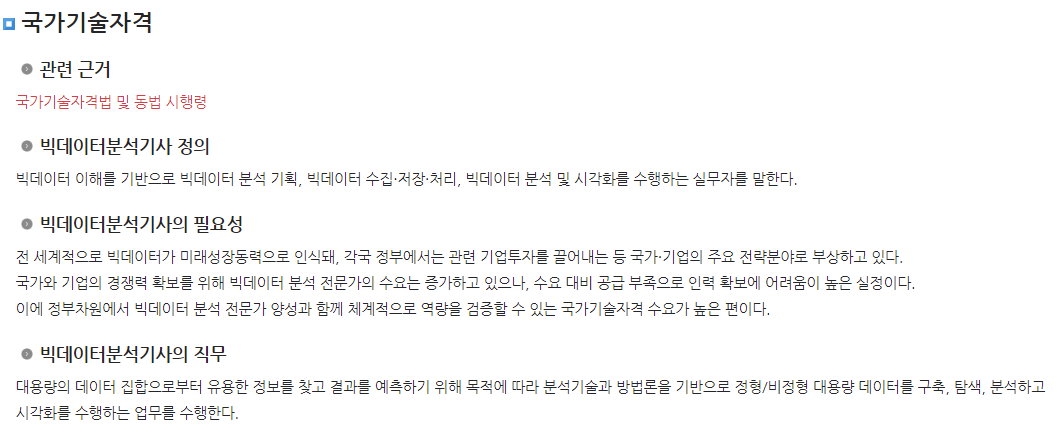 국가기술자격
관련 근거
국가기술자격법 및 동법 시행령
빅데이터분석기사 정의
빅데이터 이해를 기반으로 빅데이터 분석 기획, 빅데이터 수집·저장·처리, 빅데이터 분석 및 시각화를 수행하는 실무자를 말한다.
빅데이터분석기사의 필요성
전 세계적으로 빅데이터가 미래성장동력으로 인식돼, 각국 정부에서는 관련 기업투자를 끌어내는 등 국가·기업의 주요 전략분야로 부상하고 있다.
국가와 기업의 경쟁력 확보를 위해 빅데이터 분석 전문가의 수요는 증가하고 있으나, 수요 대비 공급 부족으로 인력 확보에 어려움이 높은 실정이다.
이에 정부차원에서 빅데이터 분석 전문가 양성과 함께 체계적으로 역량을 검증할 수 있는 국가기술자격 수요가 높은 편이다.
빅데이터분석기사의 직무
대용량의 데이터 집합으로부터 유용한 정보를 찾고 결과를 예측하기 위해 목적에 따라 분석기술과 방법론을 기반으로 정형/비정형 대용량 데이터를 구축, 탐색, 분석하고
시각화를 수행하는 업무를 수행한다.